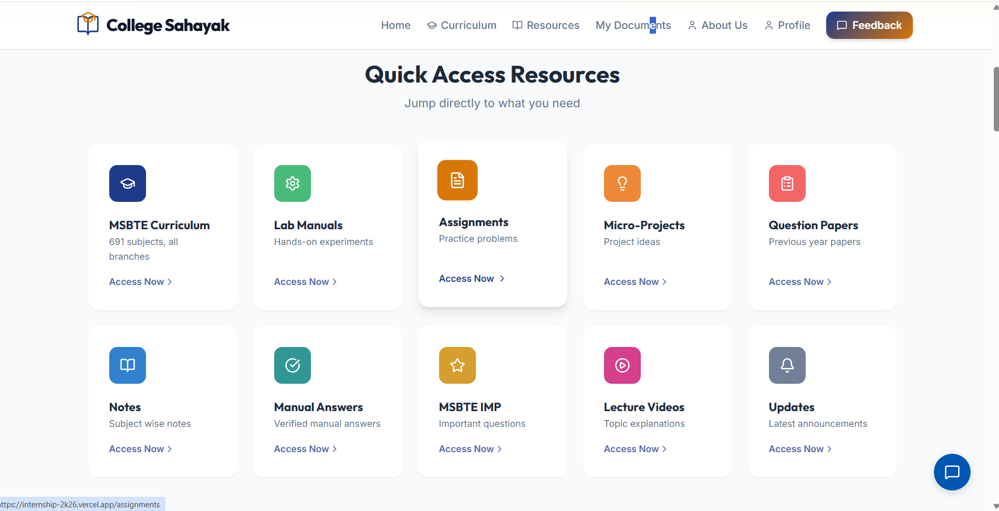 College Sahayak
Home Curriculum Resources My Documents About Us Profile Feedback
Quick Access Resources
Jump directly to what you need
MSBTE Curriculum
691 subjects, all
branches
Access Now
Lab Manuals
Hands-on experiments
Access Now
Assignments
Practice problems
Access Now
Micro-Projects
Project ideas
Access Now
Question Papers
Previous year papers
Access Now
Notes
Subject wise notes
Access Now
Manual Answers
Verified manual answers
Access Now
MSBTE IMP
Important questions
Access Now
Lecture Videos
Topic explanations
Access Now
Updates
Latest announcements
Access Now
ttps://internship-2k26.vercel.app/assignments